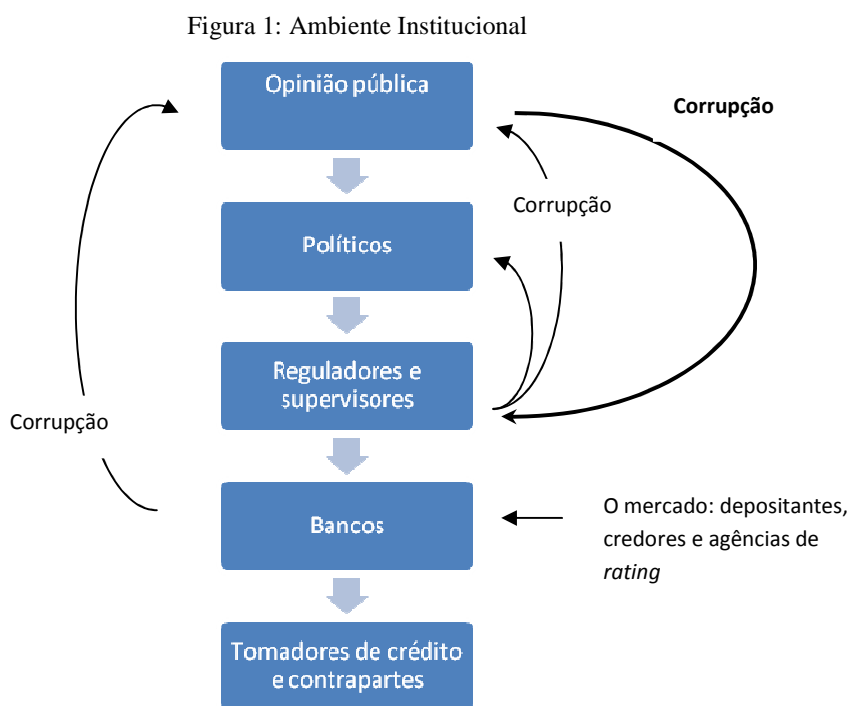 Figura 1: Ambiente Institucional
Opinião pública
Corrupção
Corrupção
Políticos
Reguladores e
supervisores
Corrupção
Bancos
O mercado: depositantes,
credores e agências de
rating
Tomadores de crédito
e contrapartes